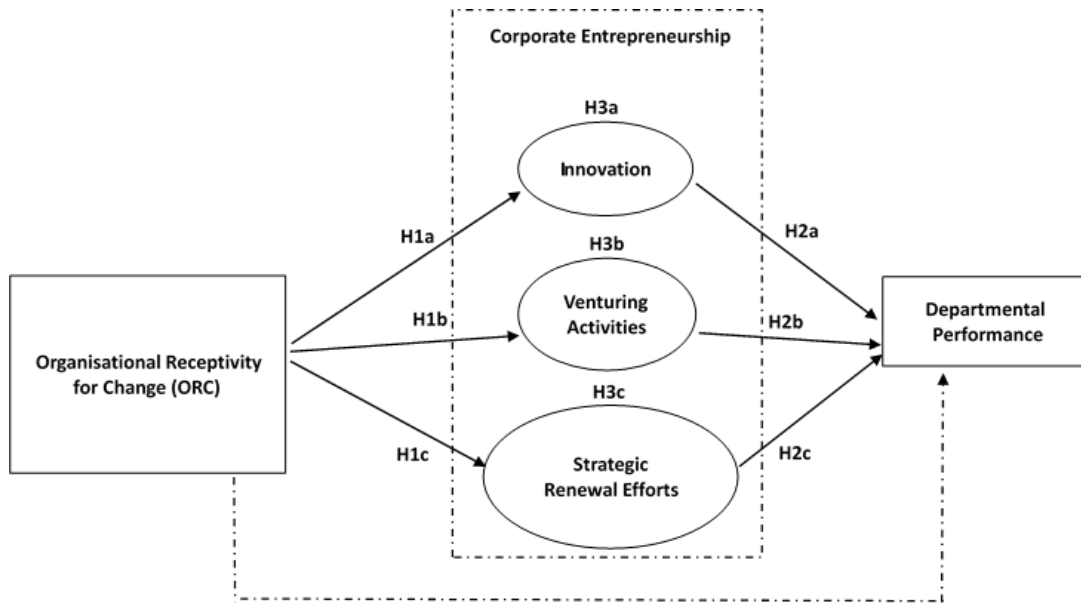 Corporate Entrepreneurship
H3a
Innovation
H1a
H2a
H3b
Venturing
Activities
H1b
H2b
Organisational Receptivity
for Change (ORC)
Departmental
Performance
H3c
Strategic
Renewal Efforts
H1c
H2c